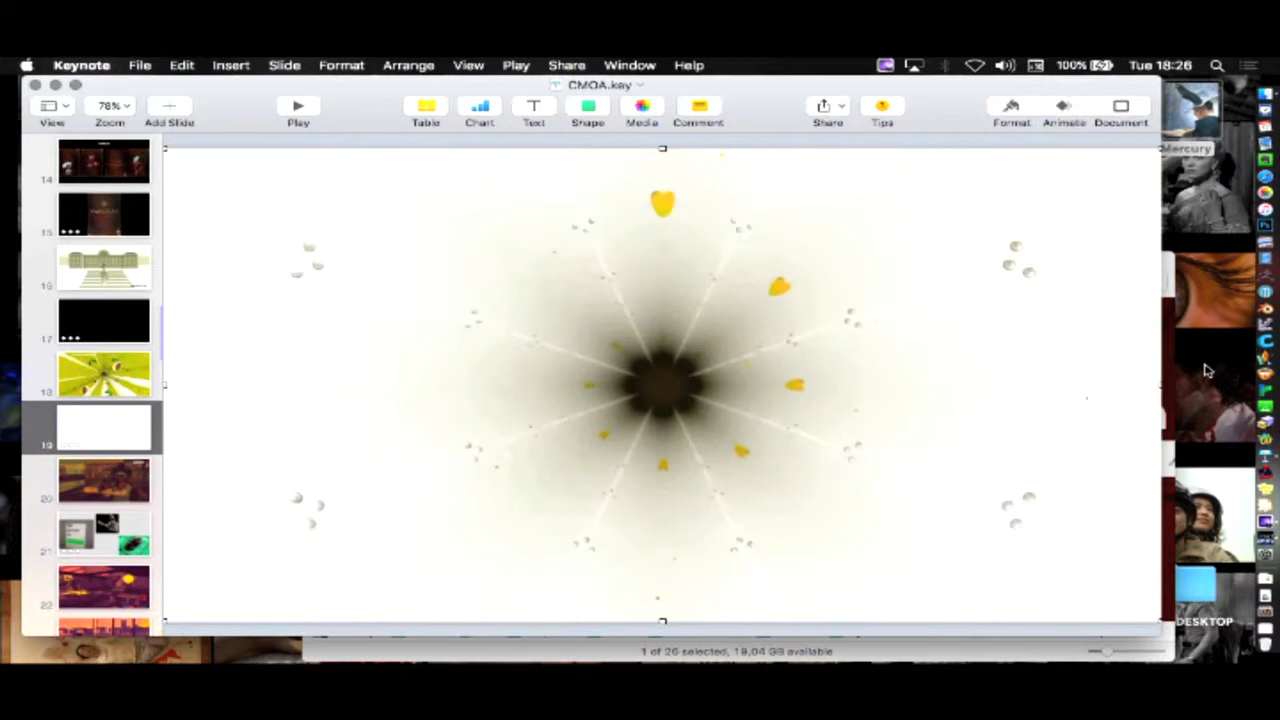 Keynote File Edit Insert Slide Format Arrange View Play Share Window Help 100% Tue 18:26
CMOA.key
78%
View Zoom Add Slide Play Table Chart Text Shape Media Comment Share Tips Format Animate Document
Mercury
14
15
16
17
18
19
20
21
22
DESKTOP
1 of 26 selected, 19,04 GB available